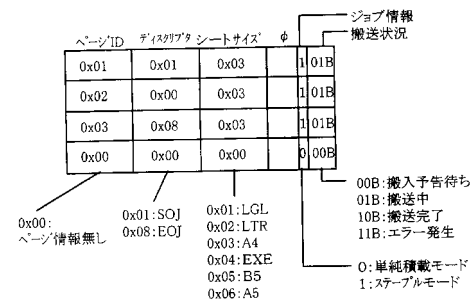 ジョブ情報
搬送状況
ページID ディスクリプタ シートサイズ φ
0x01 0x01 0x03 1 01B
0x02 0x00 0x03 1 01B
0x03 0x08 0x03 1 01B
0x00 0x00 0x00 0 00B
0x00:
ページ情報無し
0x01:SOJ
0x08:EOJ
0x01:LGL
0x02:LTR
0x03:A4
0x04:EXE
0x05:B5
0x06:A5
00B:搬入予告待ち
01B:搬送中
10B:搬送完了
11B:エラー発生
0:単純積載モード
1:ステープルモード